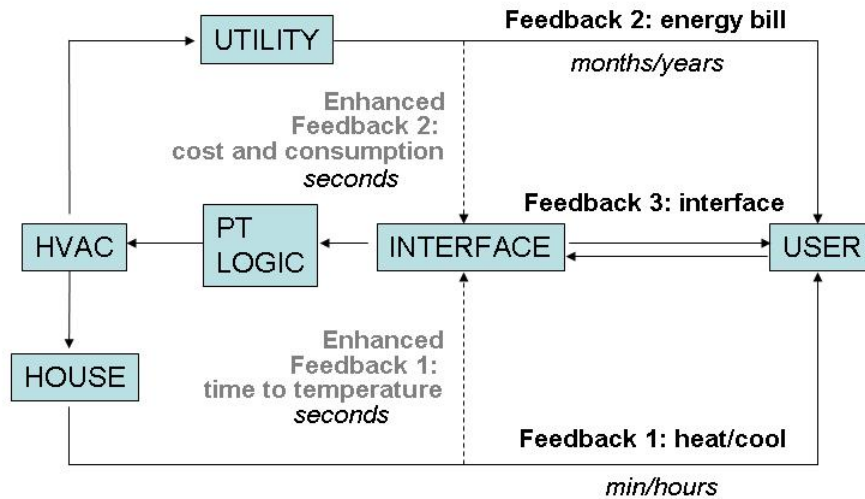 UTILITY
Feedback 2: energy bill
months/years
Enhanced
Feedback 2:
cost and consumption
seconds
Feedback 3: interface
HVAC
PT
LOGIC
INTERFACE
USER
Enhanced
Feedback 1:
time to temperature
seconds
HOUSE
Feedback 1: heat/cool
min/hours